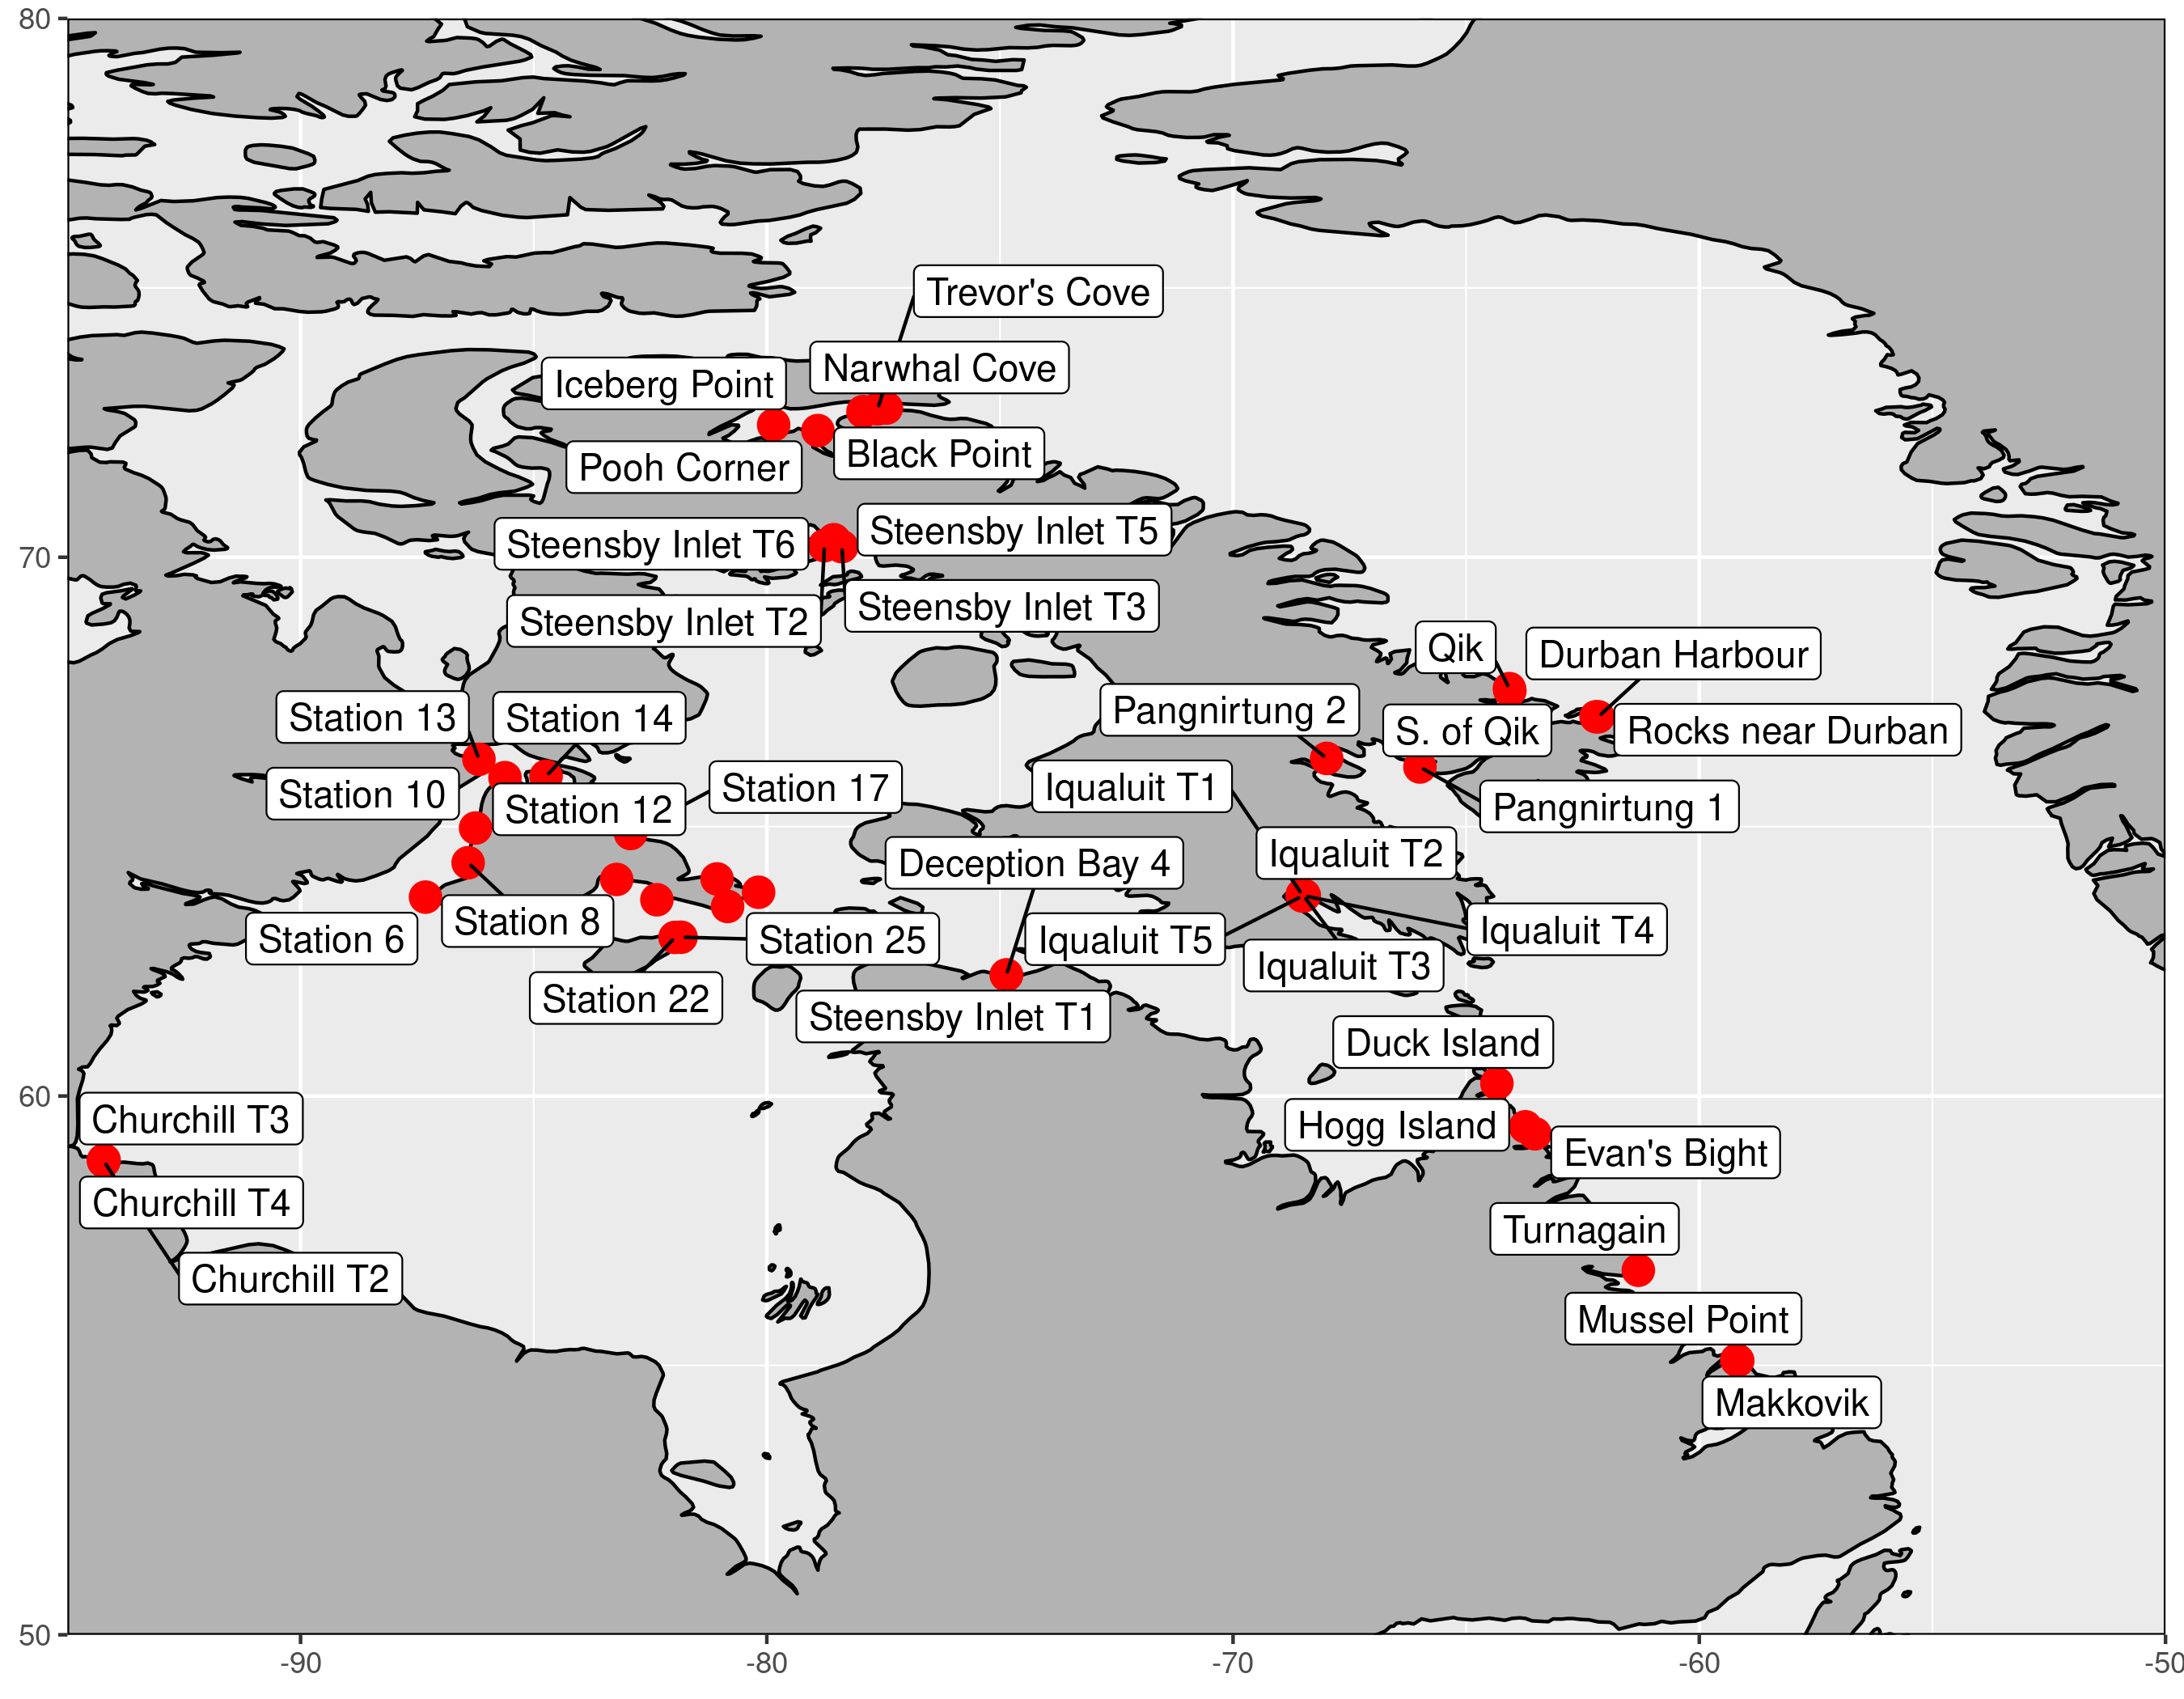 80
Trevor's Cove
Narwhal Cove
Iceberg Point
Black Point
Pooh Corner
Steensby Inlet T5
Steensby Inlet T6
70
Steensby Inlet T3
Steensby Inlet T2
Qik
Durban Harbour
Pangnirtung 2
Station 13
Station 14
S. of Qik
Rocks near Durban
Iqualuit T1
Station 17
Station 10
Station 12
Pangnirtung 1
Iqualuit T2
Deception Bay 4
Station 8
Iqualuit T4
Station 6
Station 25
Iqualuit T5
Iqualuit T3
Station 22
Steensby Inlet T1
Duck Island
60
Churchill T3
Hogg Island
Evan's Bight
Churchill T4
Turnagain
Churchill T2
Mussel Point
Makkovik
50
-90
-80
-70
-60
-50